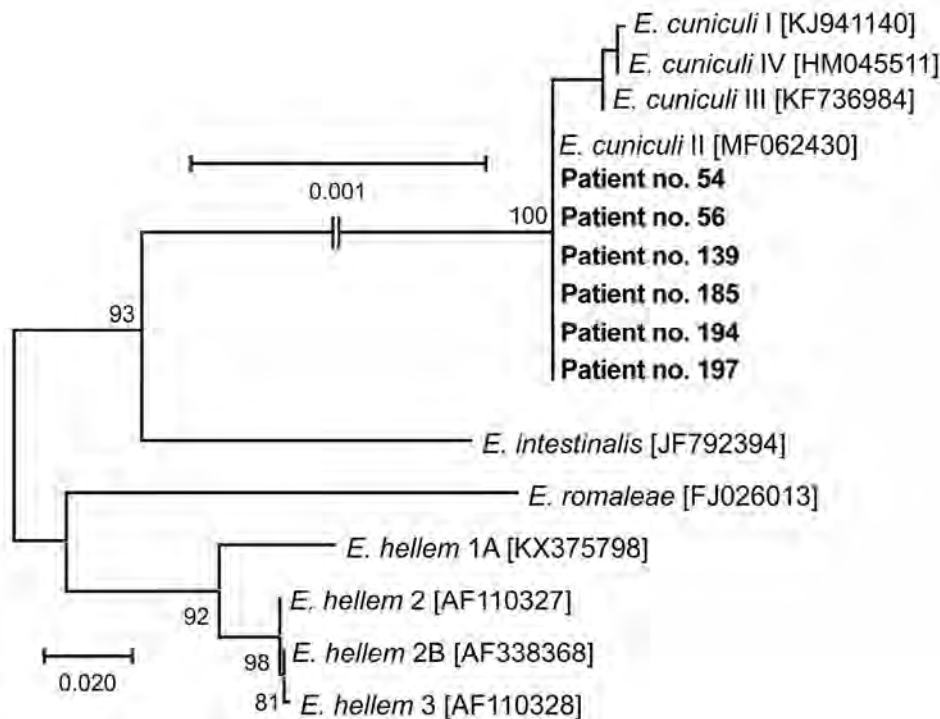 E. cuniculi I [KJ941140]
E. cuniculi IV [HM045511]
E. cuniculi III [KF736984]
E. cuniculi II [MF062430]
Patient no. 54
0.001
100
Patient no. 56
Patient no. 139
Patient no. 185
93
Patient no. 194
Patient no. 197
E. intestinalis [JF792394]
E. romaleae [FJ026013]
E. hellem 1A [KX375798]
E. hellem 2 [AF110327]
92
E. hellem 2B [AF338368]
98
0.020
81
E. hellem 3 [AF110328]